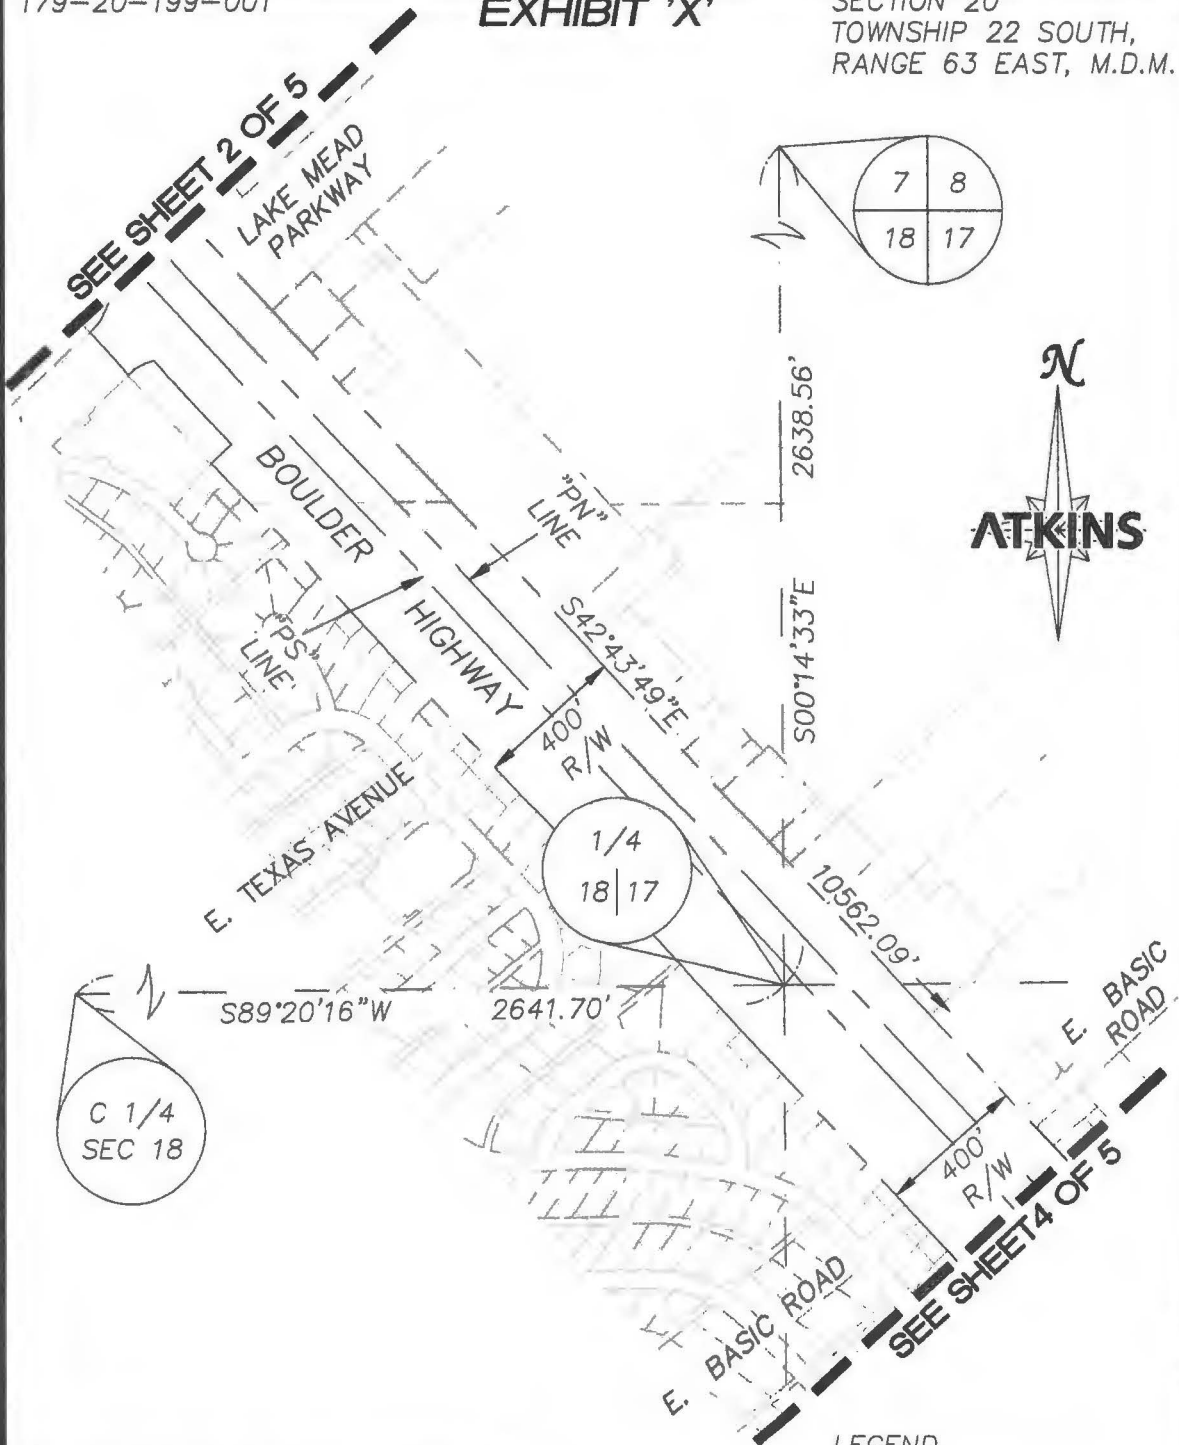 179-20-199-001
EXHIBIT 'X'
SECTION 20
TOWNSHIP 22 SOUTH,
RANGE 63 EAST, M.D.M.
SEE SHEET 2 OF 5
LAKE MEAD
PARKWAY
7 8
18 17
2638.56'
N
ATKINS
BOULDER
HIGHWAY
"PN"
LINE
"PS"
LINE
S42°43'49"E
S00°14'33"E
400'
R/W
E. TEXAS AVENUE
1/4
18 17
10562.09'
S89°20'16"W
2641.70'
E. BASIC
ROAD
C 1/4
SEC 18
400'
R/W
SEE SHEET 4 OF 5
E. BASIC ROAD
LEGEND